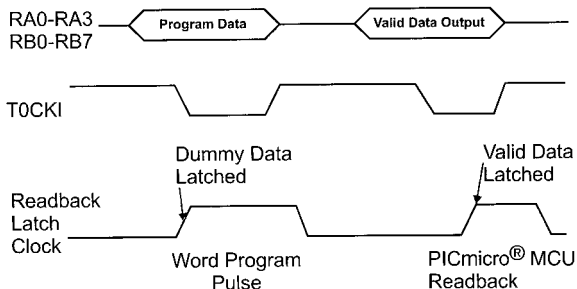 RA0-RA3
RB0-RB7
Program Data
Valid Data Output
T0CKI
Dummy Data
Latched
Valid Data
Latched
Readback
Latch
Clock
Word Program
Pulse
PICmicro® MCU
Readback